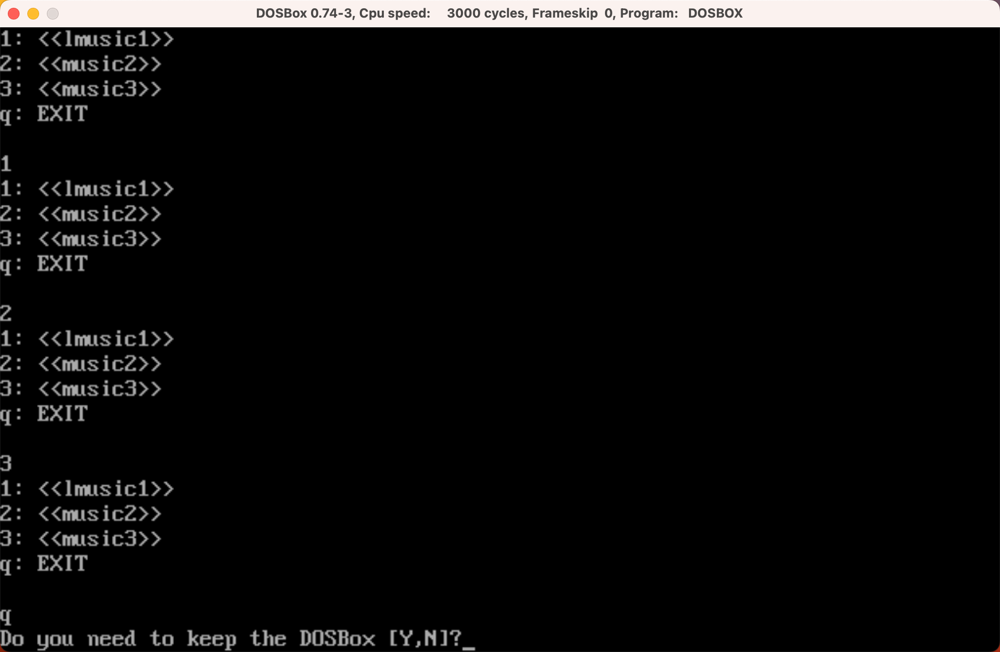 DOSBox 0.74-3, Cpu speed: 3000 cycles, Frameskip 0, Program: DOSBOX
1: <<lmusic1>>
2: <<music2>>
3: <<music3>>
q: EXIT
1
1: <<lmusic1>>
2: <<music2>>
3: <<music3>>
q: EXIT
2
1: <<lmusic1>>
2: <<music2>>
3: <<music3>>
q: EXIT
3
1: <<lmusic1>>
2: <<music2>>
3: <<music3>>
q: EXIT
q
Do you need to keep the DOSBox [Y,N]?_